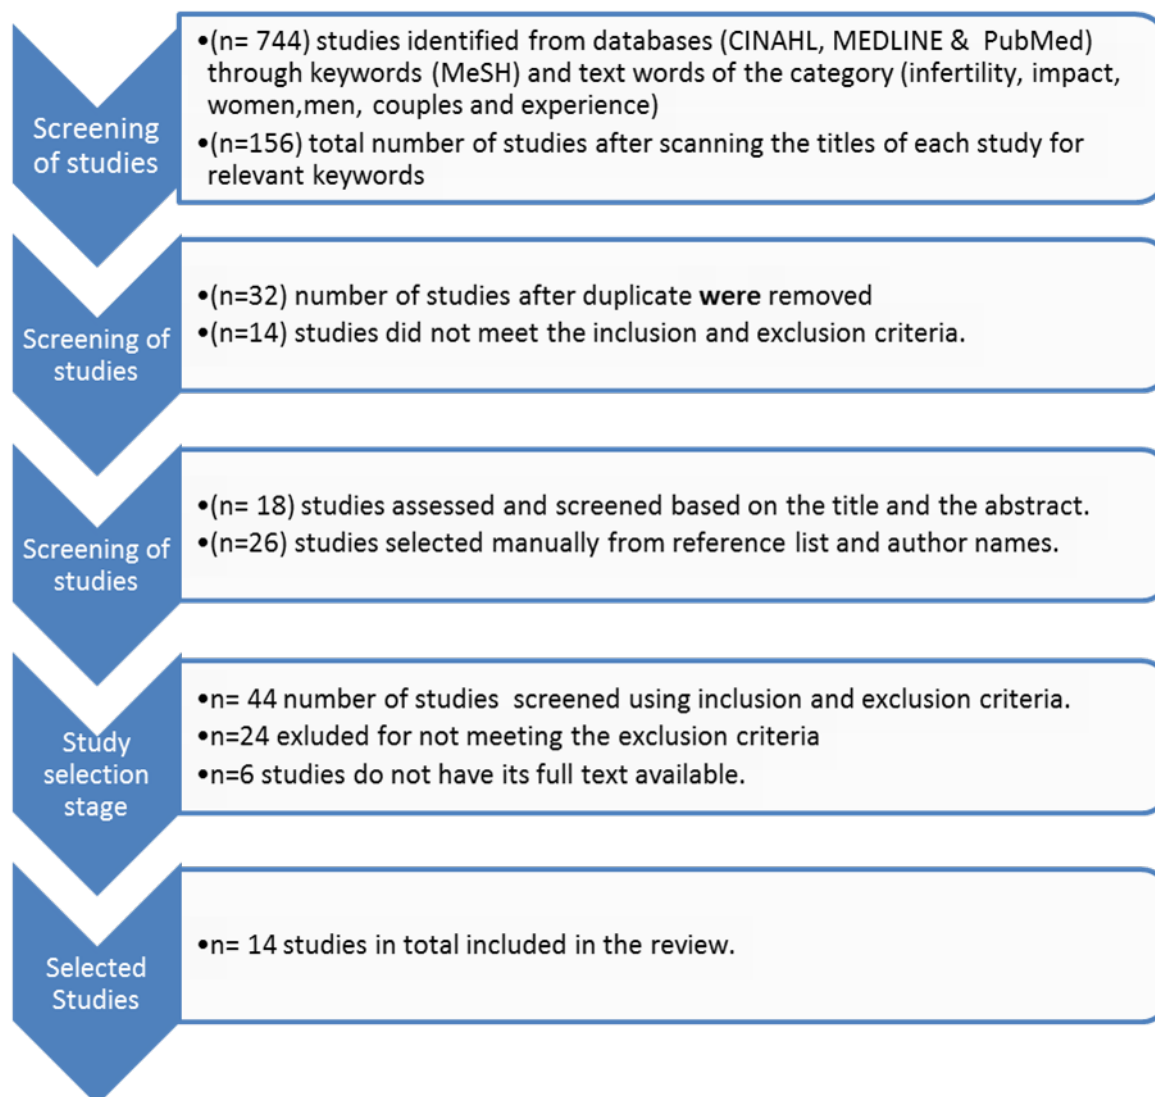 Screening
of studies
•(n= 744) studies identified from databases (CINAHL, MEDLINE & PubMed)
through keywords (MeSH) and text words of the category (infertility, impact,
women,men, couples and experience)
•(n=156) total number of studies after scanning the titles of each study for
relevant keywords
Screening of
studies
•(n=32) number of studies after duplicate were removed
•(n=14) studies did not meet the inclusion and exclusion criteria.
Screening of
studies
•(n= 18) studies assessed and screened based on the title and the abstract.
•(n=26) studies selected manually from reference list and author names.
Study
selection
stage
•n= 44 number of studies  screened using inclusion and exclusion criteria.
•n=24 exluded for not meeting the exclusion criteria
•n=6 studies do not have its full text available.
Selected
Studies
•n= 14 studies in total included in the review.